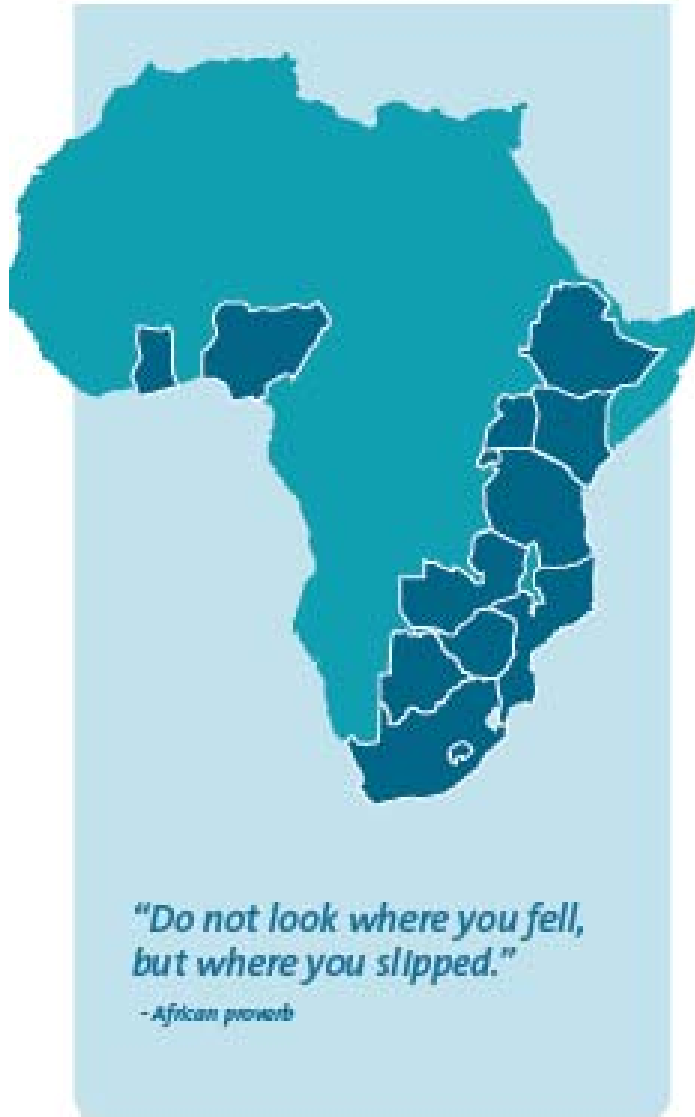 “Do not look where you fell,
but where you slipped.”
- African proverb